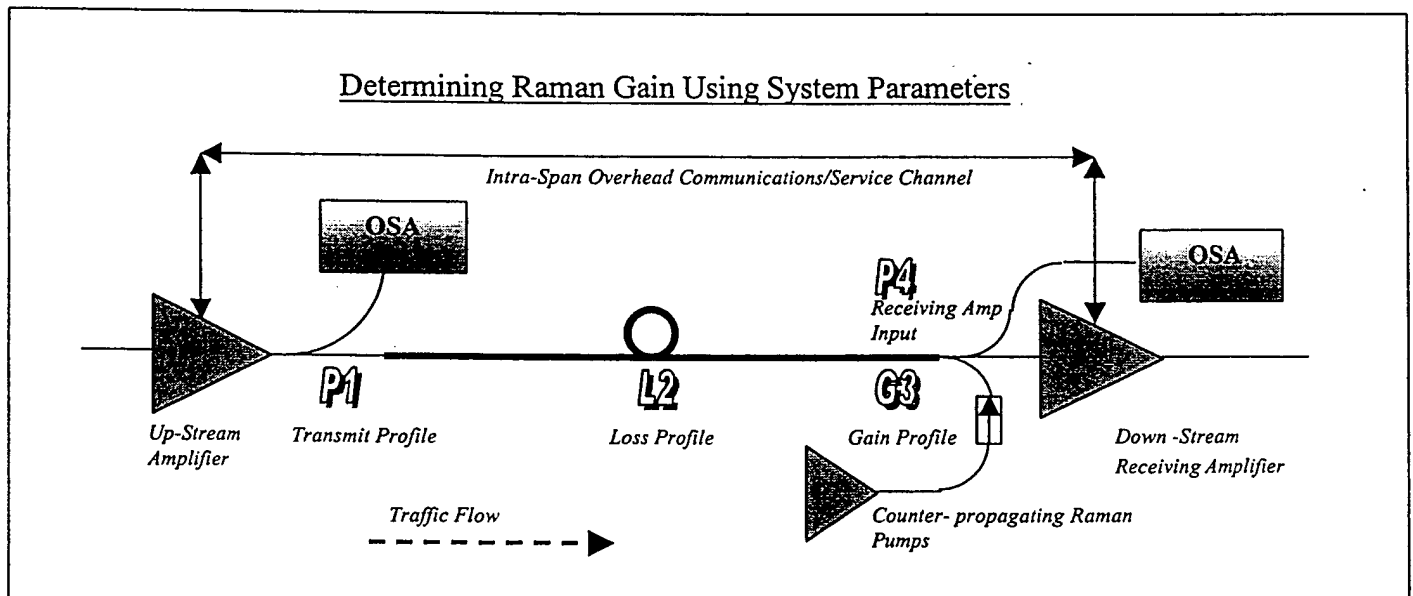 Determining Raman Gain Using System Parameters
Intra-Span Overhead Communications/Service Channel
OSA
OSA
P4
Receiving Amp
Input
P1
L2
G3
Up-Stream
Amplifier
Transmit Profile
Loss Profile
Gain Profile
Down -Stream
Receiving Amplifier
Counter- propagating Raman
Pumps
Traffic Flow